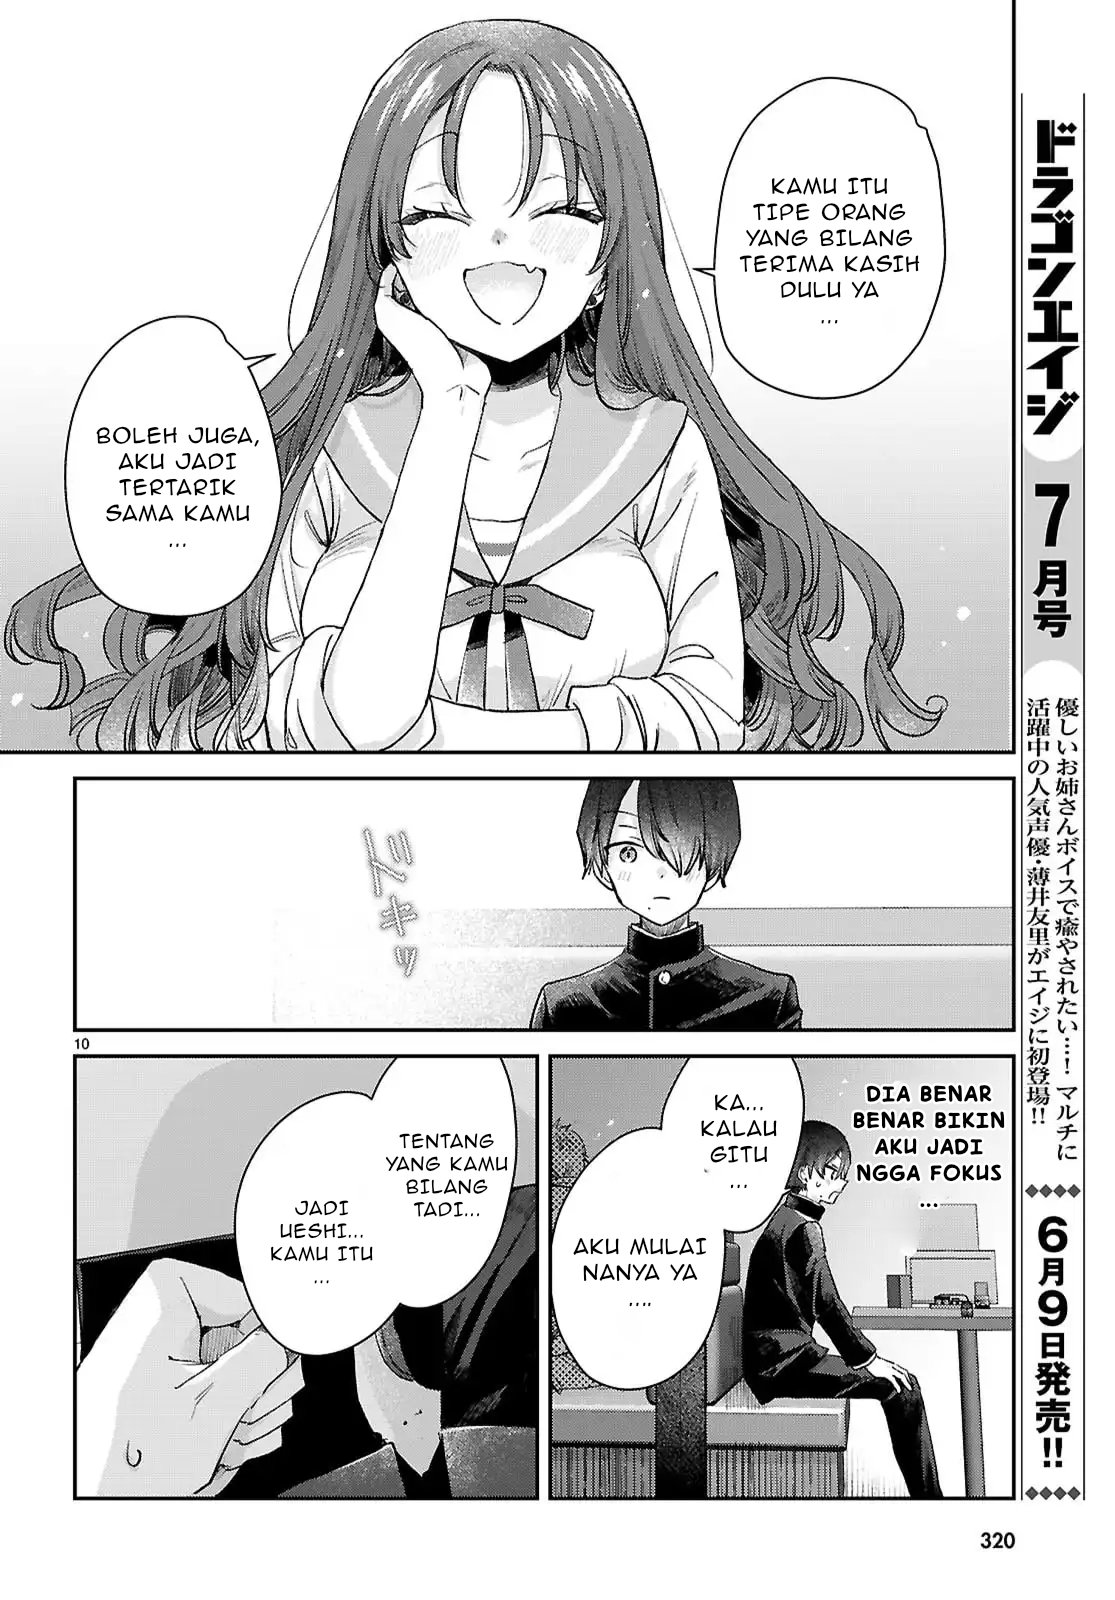 KAMU ITU
TIPE ORANG
YANG BILANG
TERIMA KASIH
DULU YA
...
BOLEH JUGA,
AKU JADI
TERTARIK
SAMA KAMU
...
ドキッ
10
DIA BENAR
BENAR BIKIN
AKU JADI
NGGA FOKUS
...
KA...
KALAU
GITU
...
AKU MULAI
NANYA YA
....
TENTANG
YANG KAMU
BILANG
TADI...
JADI
UESHI...
KAMU ITU
...
ドラゴンエイジ
7月号
優しいお姉さんボイスで癒やされたい……！マルチに
活躍中の人気声優・薄井友里がエイジに初登場!!
6月9日発売!!
320